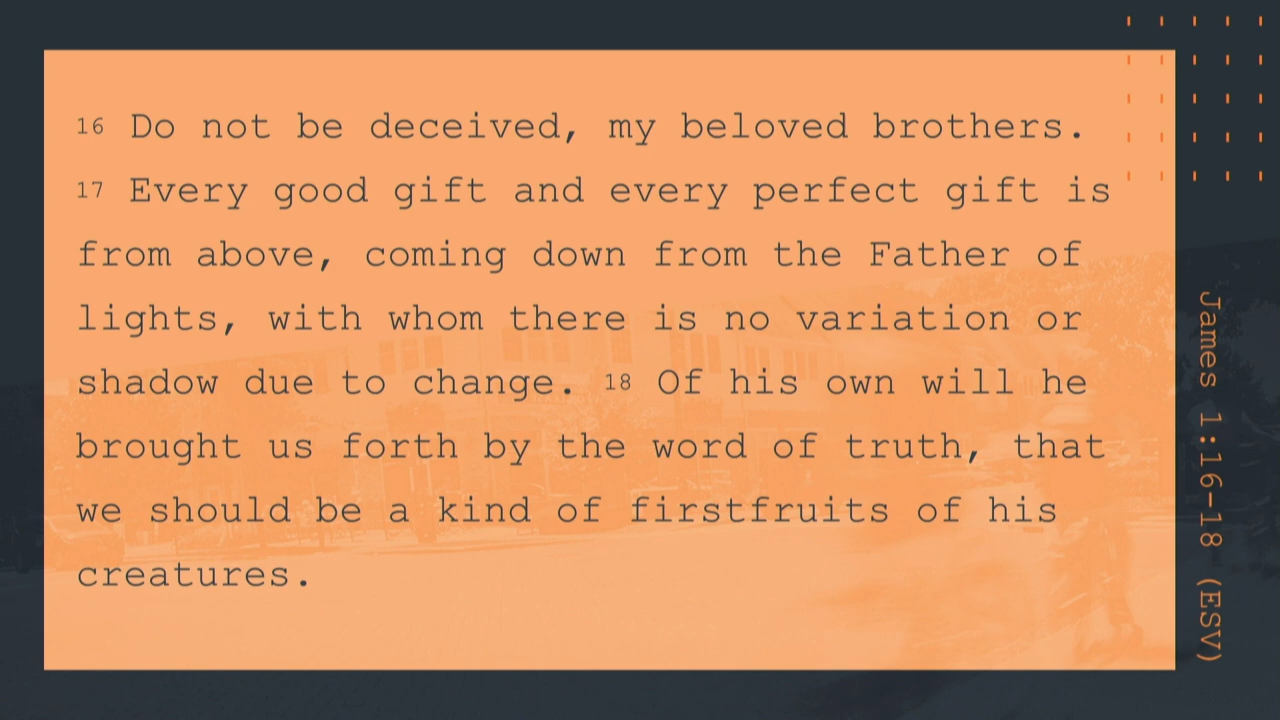 16 Do not be deceived, my beloved brothers.
17 Every good gift and every perfect gift is
from above, coming down from the Father of
lights, with whom there is no variation or
shadow due to change. 18 Of his own will he
brought us forth by the word of truth, that
we should be a kind of firstfruits of his
creatures.
James 1:16-18 (ESV)